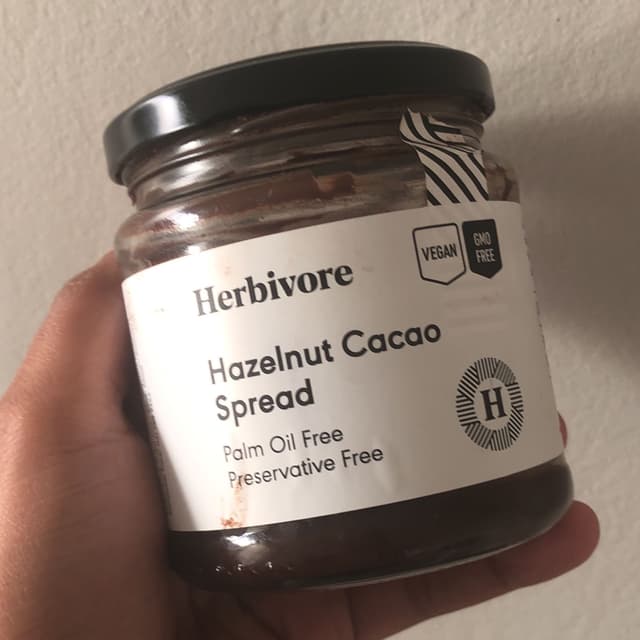 VEGAN
GMO
FREE
Herbivore
Hazelnut Cacao
Spread
Palm Oil Free
Preservative Free
H